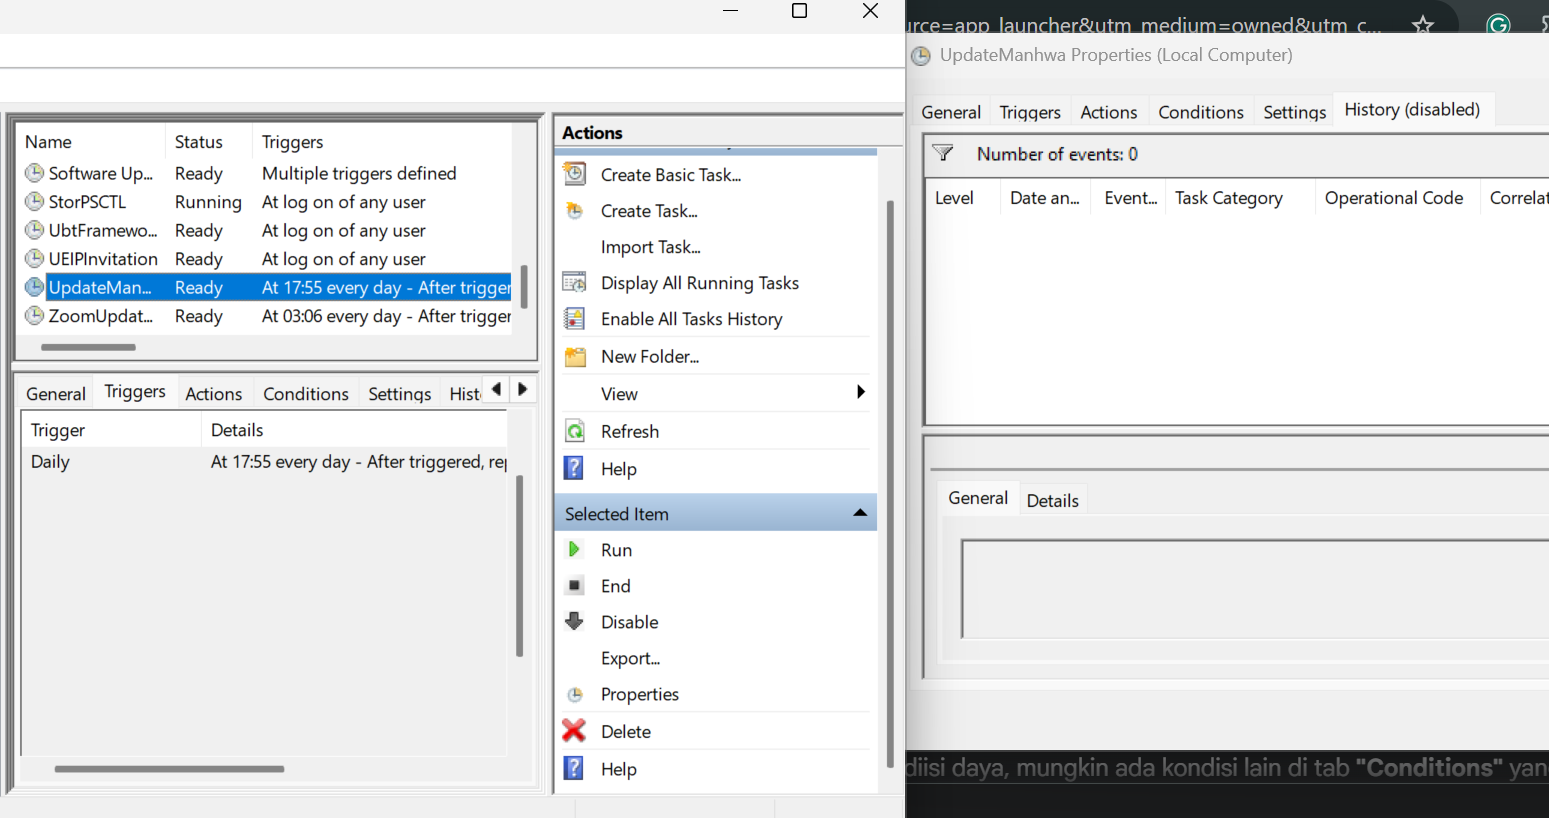 urce=app_launcher&utm_medium=owned&utm_c...
UpdateManhwa Properties (Local Computer)
General Triggers Actions Conditions Settings History (disabled)
Number of events: 0
Level Date an... Event... Task Category Operational Code Correlat
General Details
Name Status Triggers
Software Up... Ready Multiple triggers defined
StorPSCTL Running At log on of any user
UbtFramewo... Ready At log on of any user
UEIPInvitation Ready At log on of any user
UpdateMan... Ready At 17:55 every day - After trigger
ZoomUpdat... Ready At 03:06 every day - After trigger
General Triggers Actions Conditions Settings Hist
Trigger Details
Daily At 17:55 every day - After triggered, rep
Actions
Create Basic Task...
Create Task...
Import Task...
Display All Running Tasks
Enable All Tasks History
New Folder...
View
Refresh
Help
Selected Item
Run
End
Disable
Export...
Properties
Delete
Help
diisi daya, mungkin ada kondisi lain di tab "Conditions" yan